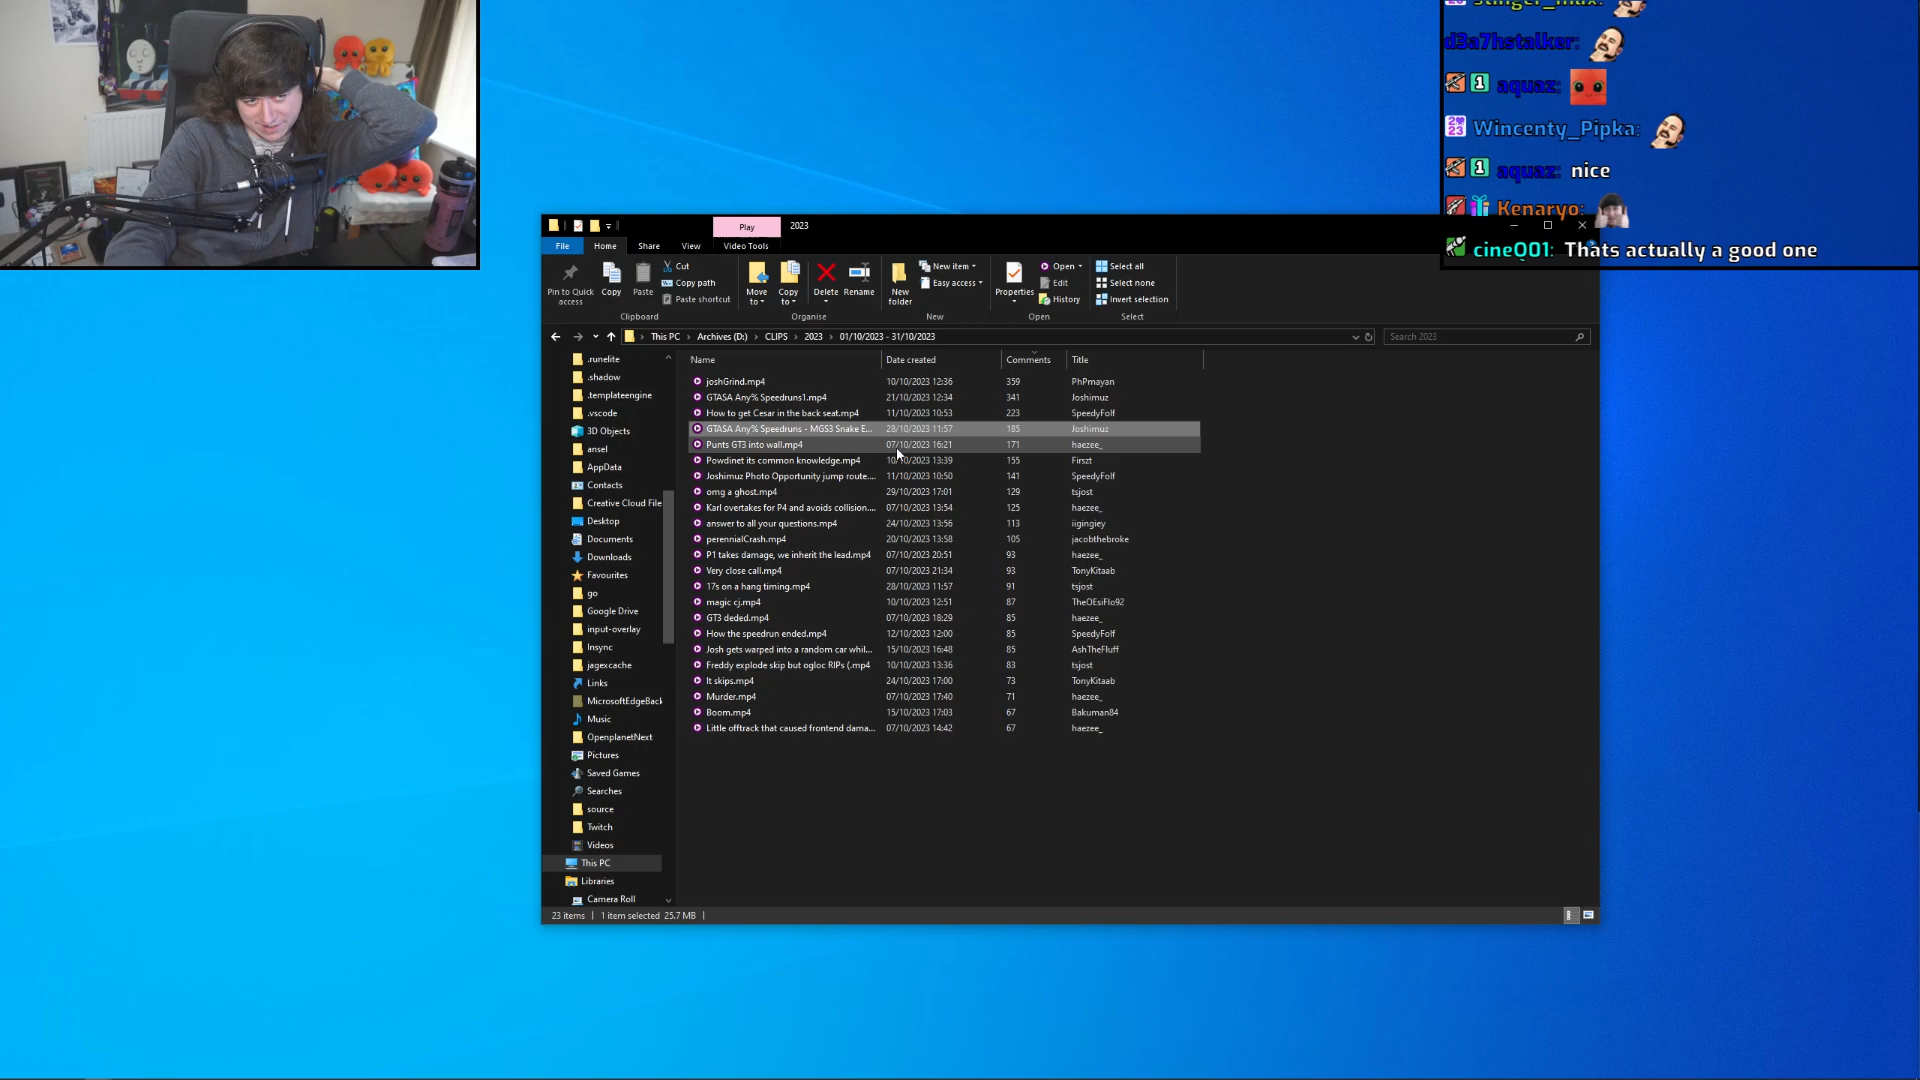 stinger_max:
d3a7hstalker:
1 aquaz:
2023 Wincenty_Pipka:
1 aquaz: nice
Kenaryo:
cineQ01: Thats actually a good one
Play
2023
File
Home
Share
View
Video Tools
Pin to Quick
access
Copy
Paste
Cut
Copy path
Paste shortcut
Clipboard
Move
to
Copy
to
Delete
Rename
Organise
New
folder
New item
Easy access
New
Properties
Open
Edit
History
Open
Select all
Select none
Invert selection
Select
This PC > Archives (D:) > CLIPS > 2023 > 01/10/2023 - 31/10/2023
Search 2023
.runelite
.shadow
.templateengine
.vscode
3D Objects
ansel
AppData
Contacts
Creative Cloud File
Desktop
Documents
Downloads
Favourites
go
Google Drive
input-overlay
Insync
jagexcache
Links
MicrosoftEdgeBack
Music
OpenplanetNext
Pictures
Saved Games
Searches
source
Twitch
Videos
This PC
Libraries
Camera Roll
Name Date created Comments Title
joshGrind.mp4 10/10/2023 12:36 359 PhPmayan
GTASA Any% Speedruns1.mp4 21/10/2023 12:34 341 Joshimuz
How to get Cesar in the back seat.mp4 11/10/2023 10:53 223 SpeedyFolf
GTASA Any% Speedruns - MGS3 Snake E... 28/10/2023 11:57 185 Joshimuz
Punts GT3 into wall.mp4 07/10/2023 16:21 171 haezee_
Powdinet its common knowledge.mp4 10/10/2023 13:39 155 Firszt
Joshimuz Photo Opportunity jump route.... 11/10/2023 10:50 141 SpeedyFolf
omg a ghost.mp4 29/10/2023 17:01 129 tsjost
Karl overtakes for P4 and avoids collision.... 07/10/2023 13:54 125 haezee_
answer to all your questions.mp4 24/10/2023 13:56 113 iigingiey
perennialCrash.mp4 20/10/2023 13:58 105 jacobthebroke
P1 takes damage, we inherit the lead.mp4 07/10/2023 20:51 93 haezee_
Very close call.mp4 07/10/2023 21:34 93 TonyKitaab
17s on a hang timing.mp4 28/10/2023 11:57 91 tsjost
magic cj.mp4 10/10/2023 12:51 87 TheOEsiFlo92
GT3 deded.mp4 07/10/2023 18:29 85 haezee_
How the speedrun ended.mp4 12/10/2023 12:00 85 SpeedyFolf
Josh gets warped into a random car whil... 15/10/2023 16:48 85 AshTheFluff
Freddy explode skip but ogloc RIPs (.mp4 10/10/2023 13:36 83 tsjost
It skips.mp4 24/10/2023 17:00 73 TonyKitaab
Murder.mp4 07/10/2023 17:40 71 haezee_
Boom.mp4 15/10/2023 17:03 67 Bakuman84
Little offtrack that caused frontend dama... 07/10/2023 14:42 67 haezee_
23 items | 1 item selected 25.7 MB |